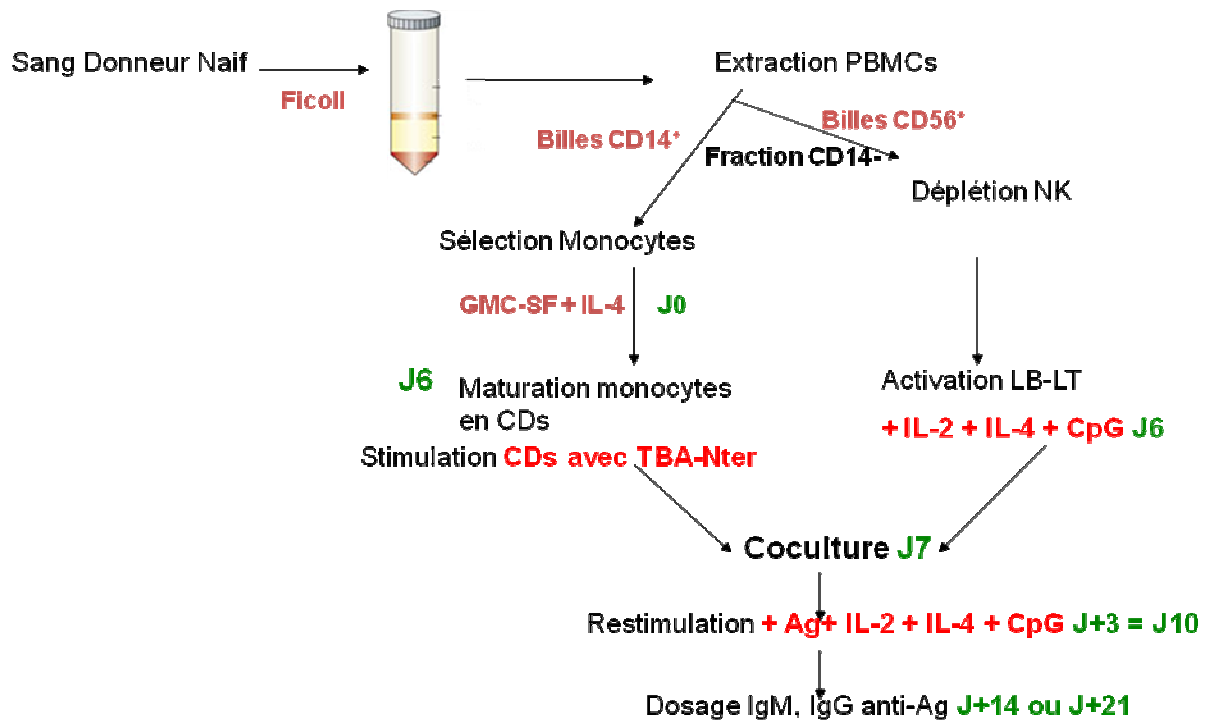 Sang Donneur Naif
Ficoll
Extraction PBMCs
Billes CD14+
Billes CD56+
Fraction CD14-
Déplétion NK
Sélection Monocytes
GMC-SF + IL-4 J0
J6 Maturation monocytes
en CDs
Stimulation CDs avec TBA-Nter
Activation LB-LT
+ IL-2 + IL-4 + CpG J6
Coculture J7
Restimulation + Ag+ IL-2 + IL-4 + CpG J+3 = J10
Dosage IgM, IgG anti-Ag J+14 ou J+21